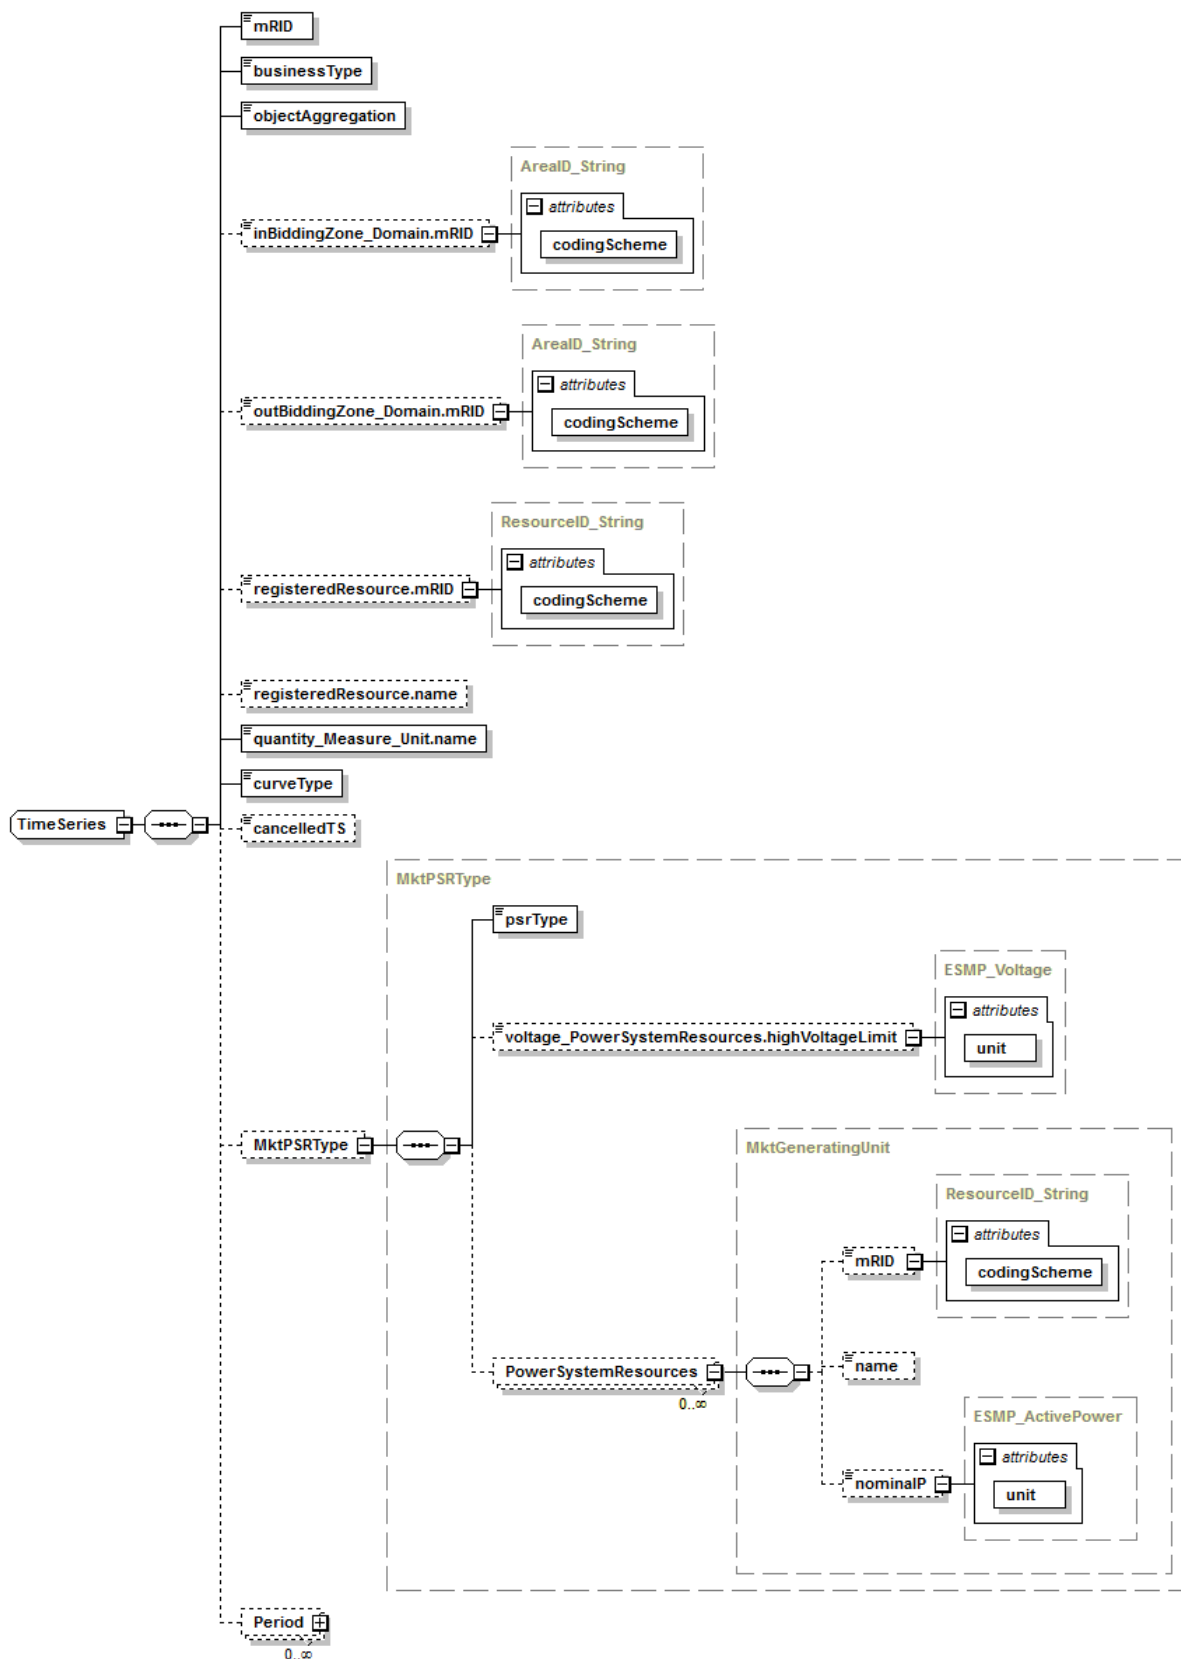 mRID
businessType
objectAggregation
AreaID_String
attributes
inBiddingZone_Domain.mRID
codingScheme
AreaID_String
attributes
outBiddingZone_Domain.mRID
codingScheme
ResourceID_String
attributes
registeredResource.mRID
codingScheme
registeredResource.name
quantity_Measure_Unit.name
curveType
TimeSeries
cancelledTS
MktPSRType
psrType
ESMP_Voltage
attributes
voltage_PowerSystemResources.highVoltageLimit
unit
MktPSRType
MktGeneratingUnit
ResourceID_String
attributes
mRID
codingScheme
PowerSystemResources
0..∞
name
ESMP_ActivePower
attributes
nominalP
unit
Period
0..∞